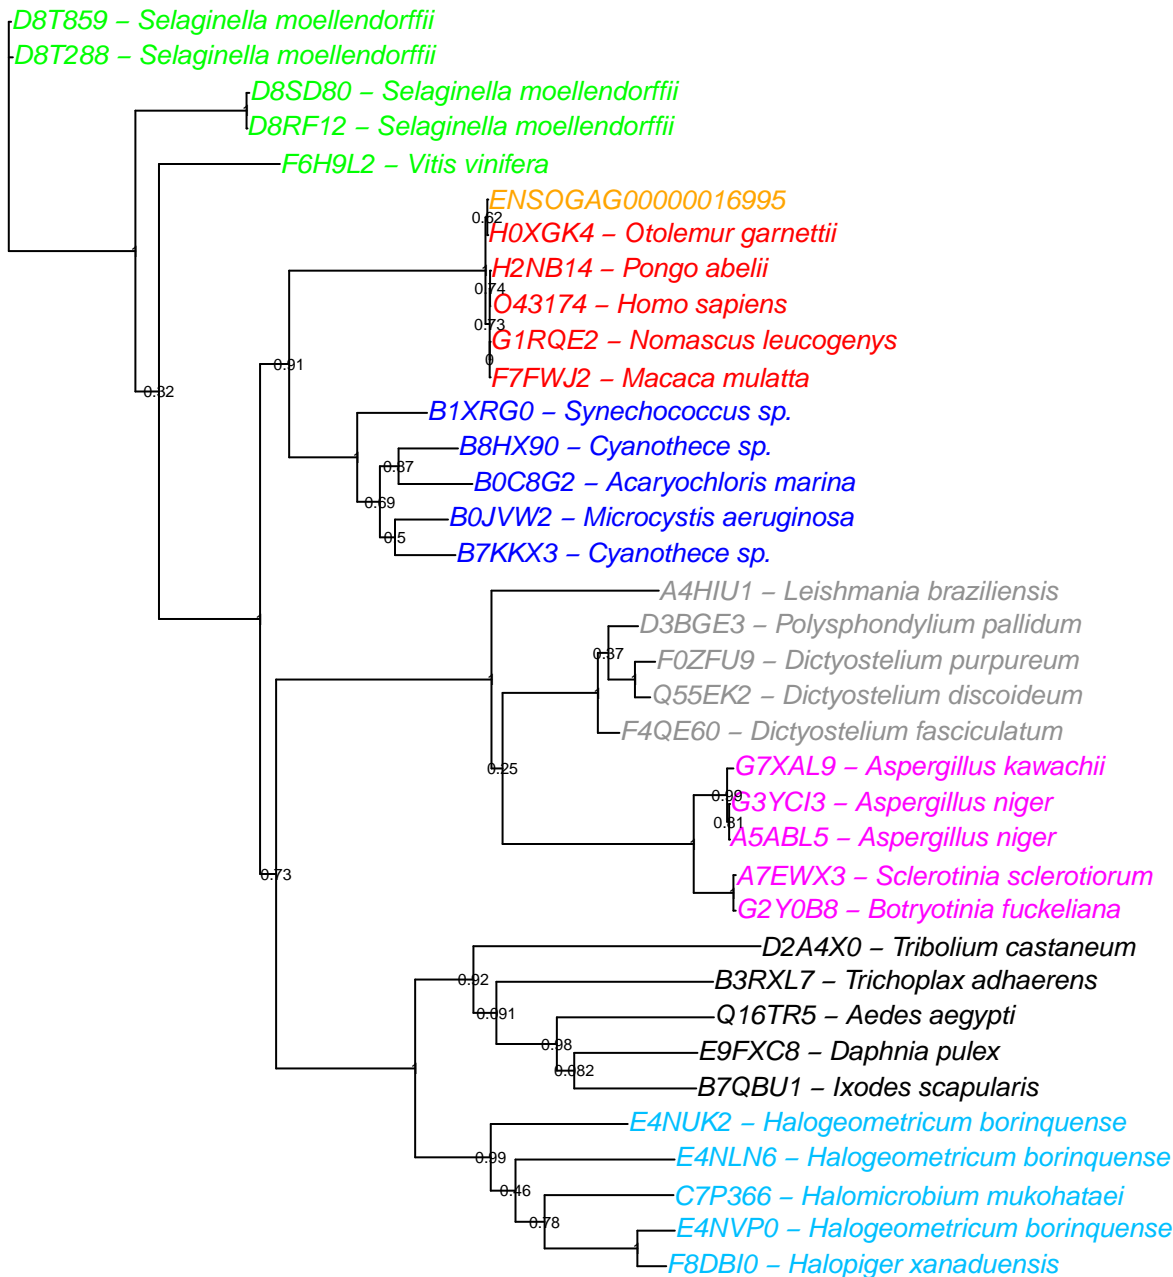 D8T859 – Selaginella moellendorffii
D8T288 – Selaginella moellendorffii
D8SD80 – Selaginella moellendorffii
D8RF12 – Selaginella moellendorffii
F6H9L2 – Vitis vinifera
ENSOGAG00000016995
0.62
H0XGK4 – Otolemur garnettii
H2NB14 – Pongo abelii
0.74
O43174 – Homo sapiens
0.73
G1RQE2 – Nomascus leucogenys
0
0.91
F7FWJ2 – Macaca mulatta
0.82
B1XRG0 – Synechococcus sp.
B8HX90 – Cyanothece sp.
0.87
B0C8G2 – Acaryochloris marina
0.69
B0JVW2 – Microcystis aeruginosa
0.5
B7KKX3 – Cyanothece sp.
A4HIU1 – Leishmania braziliensis
D3BGE3 – Polysphondylium pallidum
0.87
F0ZFU9 – Dictyostelium purpureum
Q55EK2 – Dictyostelium discoideum
F4QE60 – Dictyostelium fasciculatum
0.25
G7XAL9 – Aspergillus kawachii
0.99
G3YCI3 – Aspergillus niger
0.81
A5ABL5 – Aspergillus niger
0.73
A7EWX3 – Sclerotinia sclerotiorum
G2Y0B8 – Botryotinia fuckeliana
D2A4X0 – Tribolium castaneum
0.92
B3RXL7 – Trichoplax adhaerens
0.091
Q16TR5 – Aedes aegypti
0.98
E9FXC8 – Daphnia pulex
0.082
B7QBU1 – Ixodes scapularis
E4NUK2 – Halogeometricum borinquense
0.99
E4NLN6 – Halogeometricum borinquense
0.46
C7P366 – Halomicrobium mukohataei
0.78
E4NVP0 – Halogeometricum borinquense
F8DBI0 – Halopiger xanaduensis